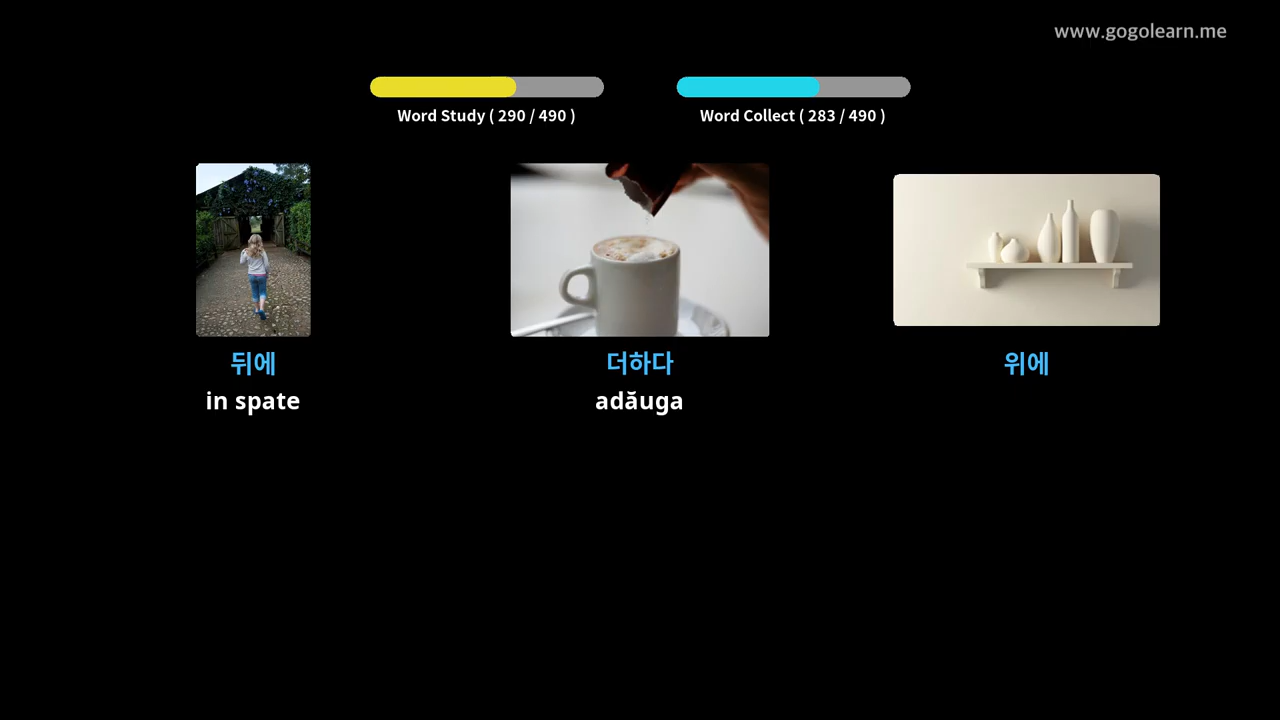 www.gogolearn.me
Word Study ( 290 / 490 )
Word Collect ( 283 / 490 )
뒤에
더하다
위에
in spate
adăuga